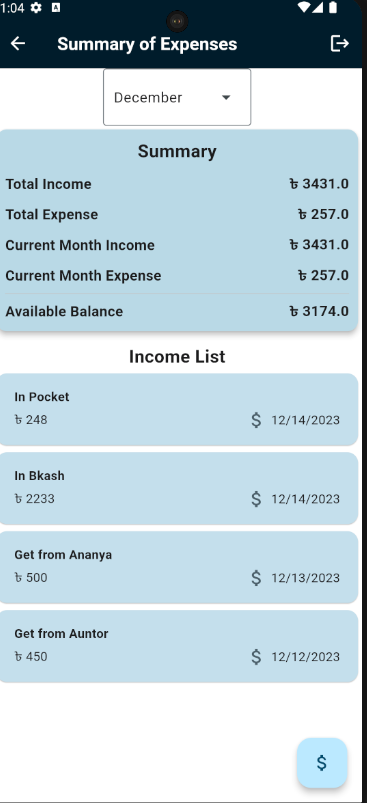 1:04
Summary of Expenses
December
Summary
Total Income ৳ 3431.0
Total Expense ৳ 257.0
Current Month Income ৳ 3431.0
Current Month Expense ৳ 257.0
Available Balance ৳ 3174.0
Income List
In Pocket
৳ 248 $ 12/14/2023
In Bkash
৳ 2233 $ 12/14/2023
Get from Ananya
৳ 500 $ 12/13/2023
Get from Auntor
৳ 450 $ 12/12/2023
$